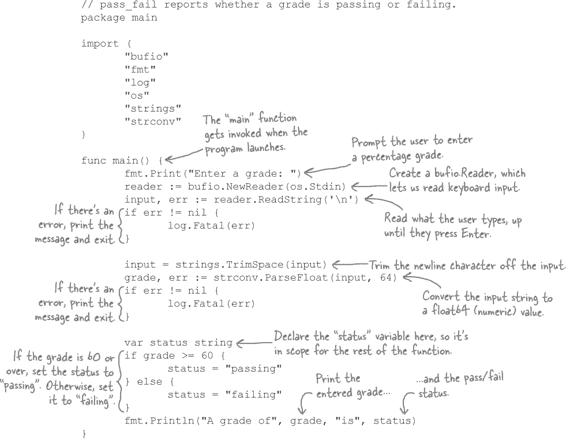 // pass_fail reports whether a grade is passing or failing.
package main
import (
"bufio"
"fmt"
"log"
"os"
"strings"
"strconv"
)
The "main" function
gets invoked when the
program launches.
func main() {
Prompt the user to enter
a percentage grade.
fmt.Print("Enter a grade: ")
Create a bufio.Reader, which
lets us read keyboard input.
reader := bufio.NewReader(os.Stdin)
input, err := reader.ReadString('\n')
Read what the user types, up
until they press Enter.
If there's an
error, print the
message and exit.
if err != nil {
log.Fatal(err)
}
input = strings.TrimSpace(input)
Trim the newline character off the input.
grade, err := strconv.ParseFloat(input, 64)
Convert the input string to
a float64 (numeric) value.
If there's an
error, print the
message and exit.
if err != nil {
log.Fatal(err)
}
var status string
Declare the "status" variable here, so it's
in scope for the rest of the function.
If the grade is 60 or
over, set the status to
"passing". Otherwise, set
it to "failing".
if grade >= 60 {
status = "passing"
} else {
status = "failing"
}
Print the
entered grade...
...and the pass/fail
status.
fmt.Println("A grade of", grade, "is", status)
}